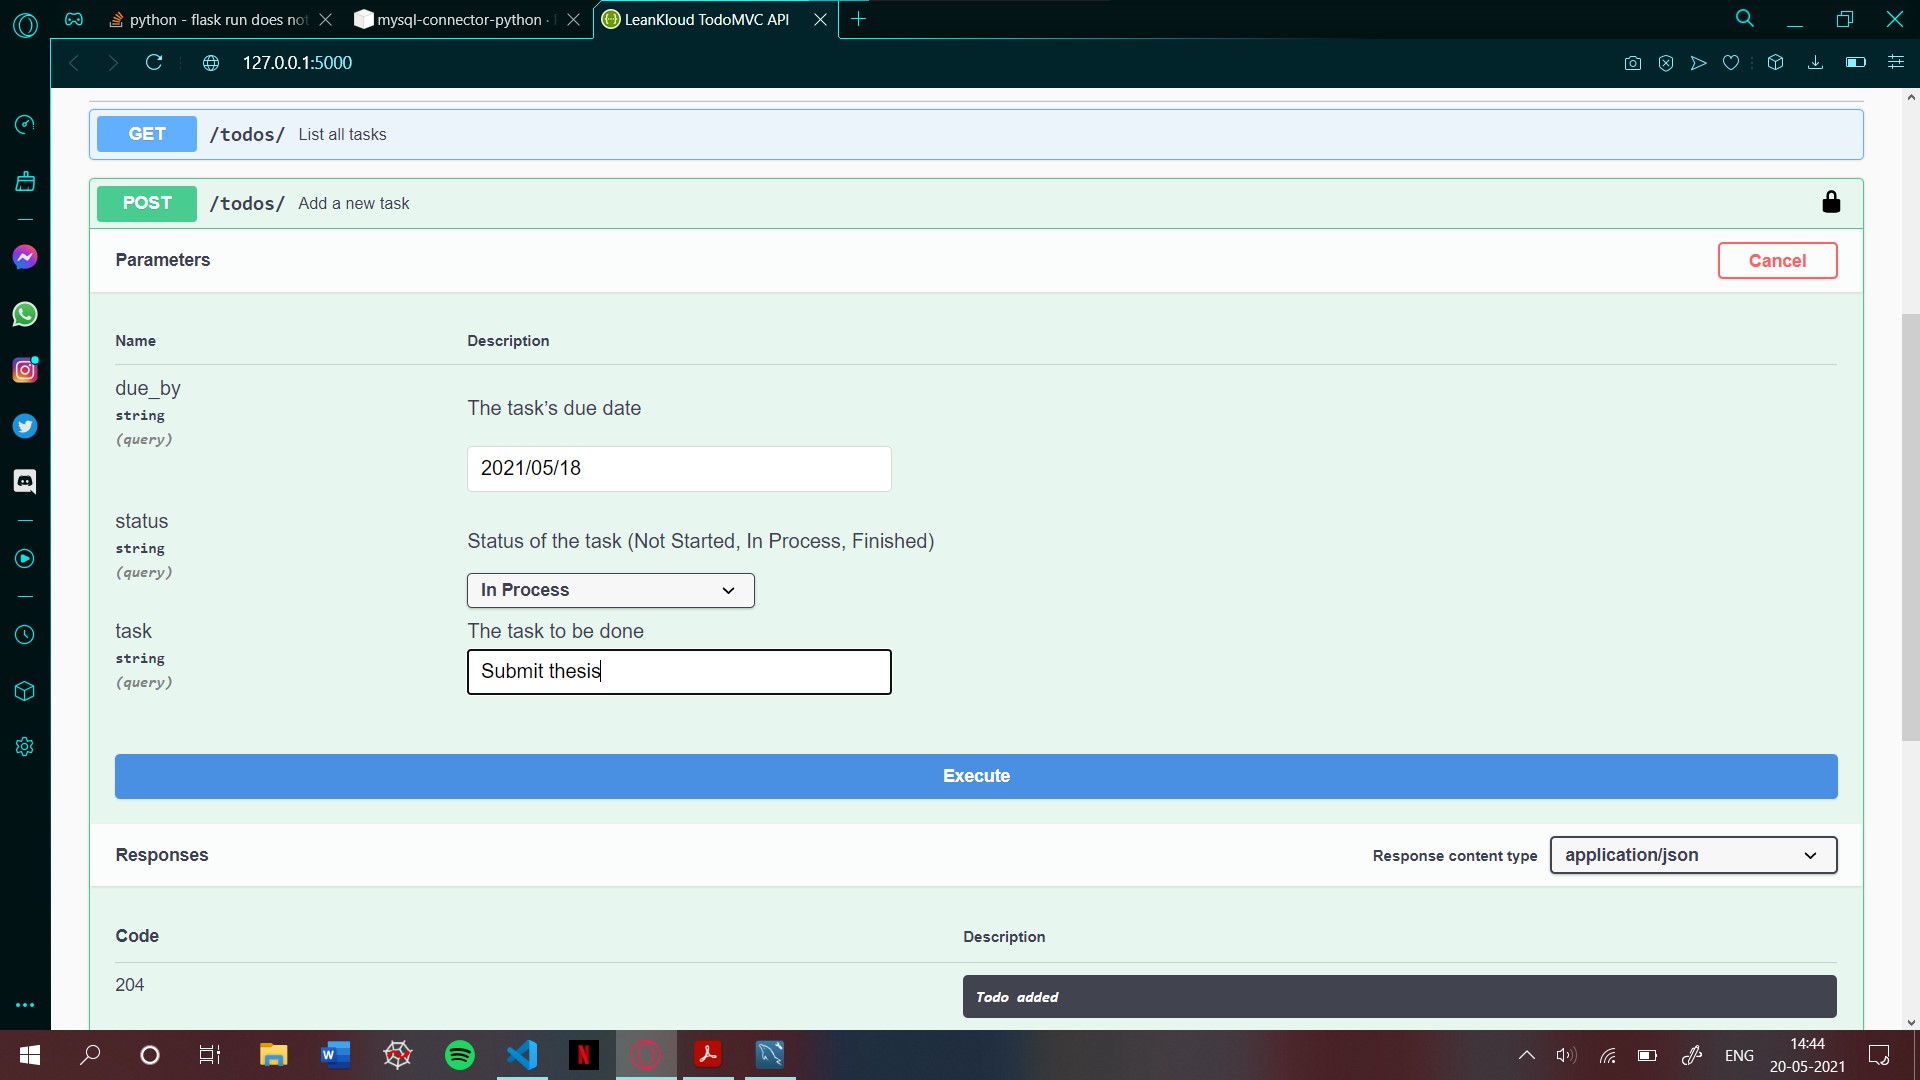 python - flask run does not
mysql-connector-python ·
LeanKloud TodoMVC API
127.0.0.1:5000
GET /todos/ List all tasks
POST /todos/ Add a new task
Parameters
Cancel
Name Description
due_by
string
(query)
The task's due date
2021/05/18
status
string
(query)
Status of the task (Not Started, In Process, Finished)
In Process
task
string
(query)
The task to be done
Submit thesis
Execute
Responses
Response content type application/json
Code Description
204 Todo added
ENG
14:44
20-05-2021